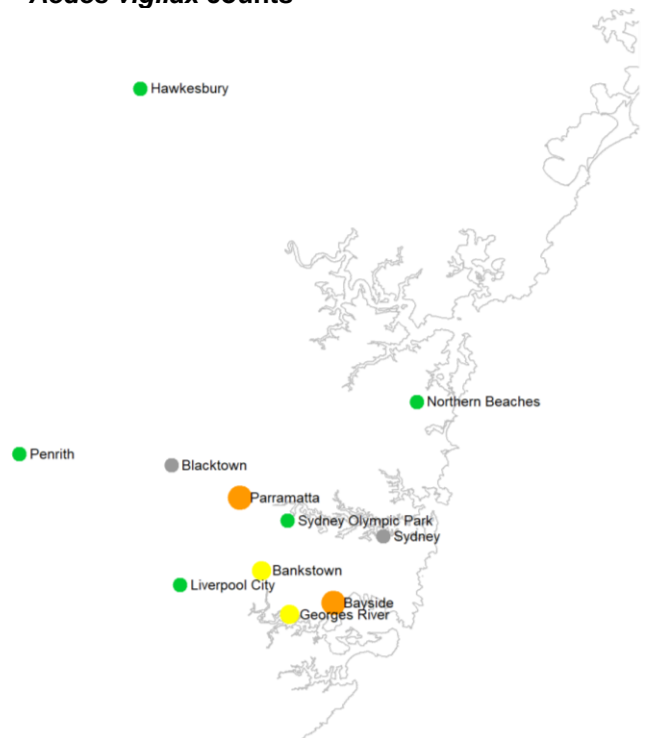 Aedes vigilax counts
Hawkesbury
Northern Beaches
Penrith
Blacktown
Parramatta
Sydney Olympic Park
Sydney
Bankstown
Liverpool City
Bayside
Georges River